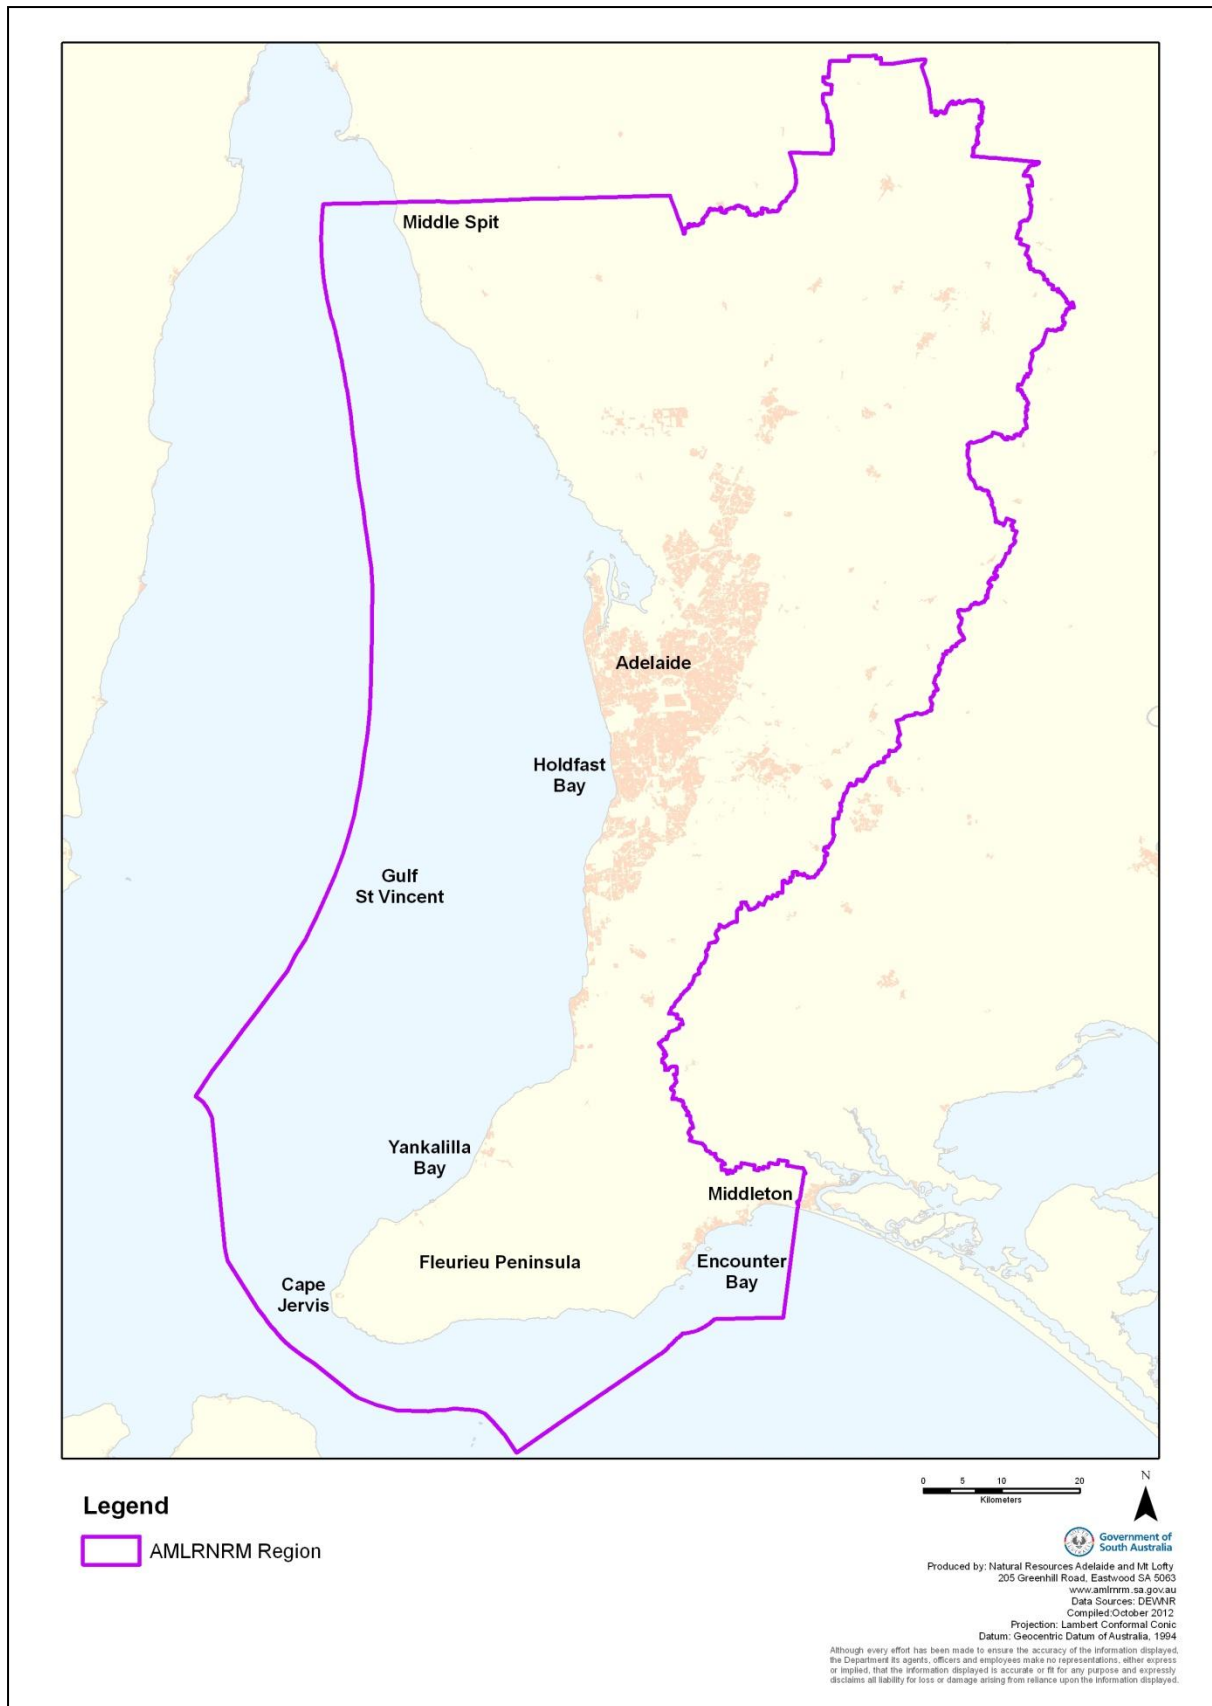 Middle Spit
Adelaide
Holdfast
Bay
Gulf
St Vincent
Yankalilla
Bay
Middleton
Fleurieu Peninsula
Encounter
Bay
Cape
Jervis
Legend
AMLRNRM Region
0 5 10 20
Kilometers
N
Government of
South Australia
Produced by: Natural Resources Adelaide and Mt Lofty
205 Greenhill Road, Eastwood SA 5063
www.amlrnrm.sa.gov.au
Data Sources: DEWNR
Compiled:October 2012
Projection: Lambert Conformal Conic
Datum: Geocentric Datum of Australia, 1994
Although every effort has been made to ensure the accuracy of the information displayed,
the Department its agents, officers and employees make no representations, either express
or implied, that the information displayed is accurate or fit for any purpose and expressly
disclaims all liability for loss or damage arising from reliance upon the information displayed.